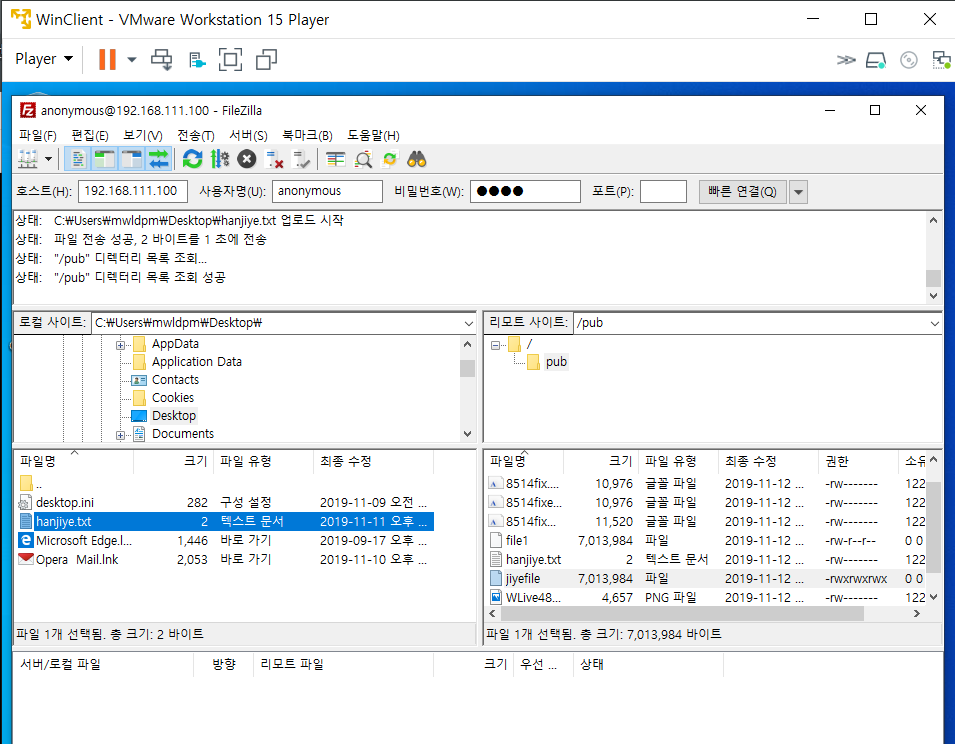 WinClient - VMware Workstation 15 Player
Player
anonymous@192.168.111.100 - FileZilla
파일(F) 편집(E) 보기(V) 전송(T) 서버(S) 북마크(B) 도움말(H)
호스트(H): 192.168.111.100 사용자명(U): anonymous 비밀번호(W): ●●●● 포트(P): 빠른 연결(Q)
상태: C:₩Users₩mwldpm₩Desktop₩hanjiye.txt 업로드 시작
상태: 파일 전송 성공, 2 바이트를 1 초에 전송
상태: "/pub" 디렉터리 목록 조회...
상태: "/pub" 디렉터리 목록 조회 성공
로컬 사이트: C:₩Users₩mwldpm₩Desktop₩
AppData
Application Data
Contacts
Cookies
Desktop
Documents
리모트 사이트: /pub
/
pub
파일명 크기 파일 유형 최종 수정
..
desktop.ini 282 구성 설정 2019-11-09 오전 ...
hanjiye.txt 2 텍스트 문서 2019-11-11 오후 ...
Microsoft Edge.l... 1,446 바로 가기 2019-09-17 오후 ...
Opera Mail.lnk 2,053 바로 가기 2019-11-10 오후 ...
파일 1개 선택됨. 총 크기: 2 바이트
파일명 크기 파일 유형 최종 수정 권한 소유
8514fix.... 10,976 글꼴 파일 2019-11-12 ... -rw------- 122
8514fixe... 10,976 글꼴 파일 2019-11-12 ... -rw------- 122
8514fix... 11,520 글꼴 파일 2019-11-12 ... -rw------- 122
file1 7,013,984 파일 2019-11-12 ... -rw-r--r-- 0 0
hanjiye.txt 2 텍스트 문서 2019-11-12 ... -rw------- 122
jiyefile 7,013,984 파일 2019-11-12 ... -rwxrwxrwx 0 0
WLive48... 4,657 PNG 파일 2019-11-12 ... -rw------- 122
파일 1개 선택됨. 총 크기: 7,013,984 바이트
서버/로컬 파일 방향 리모트 파일 크기 우선 ... 상태